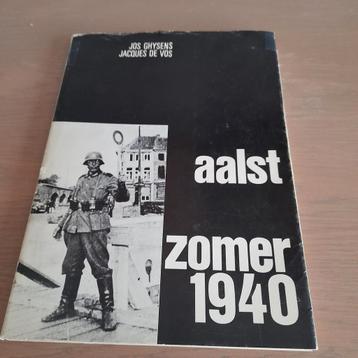 JOS GHYSENS
JACQUES DE VOS
aalst
zomer
1940